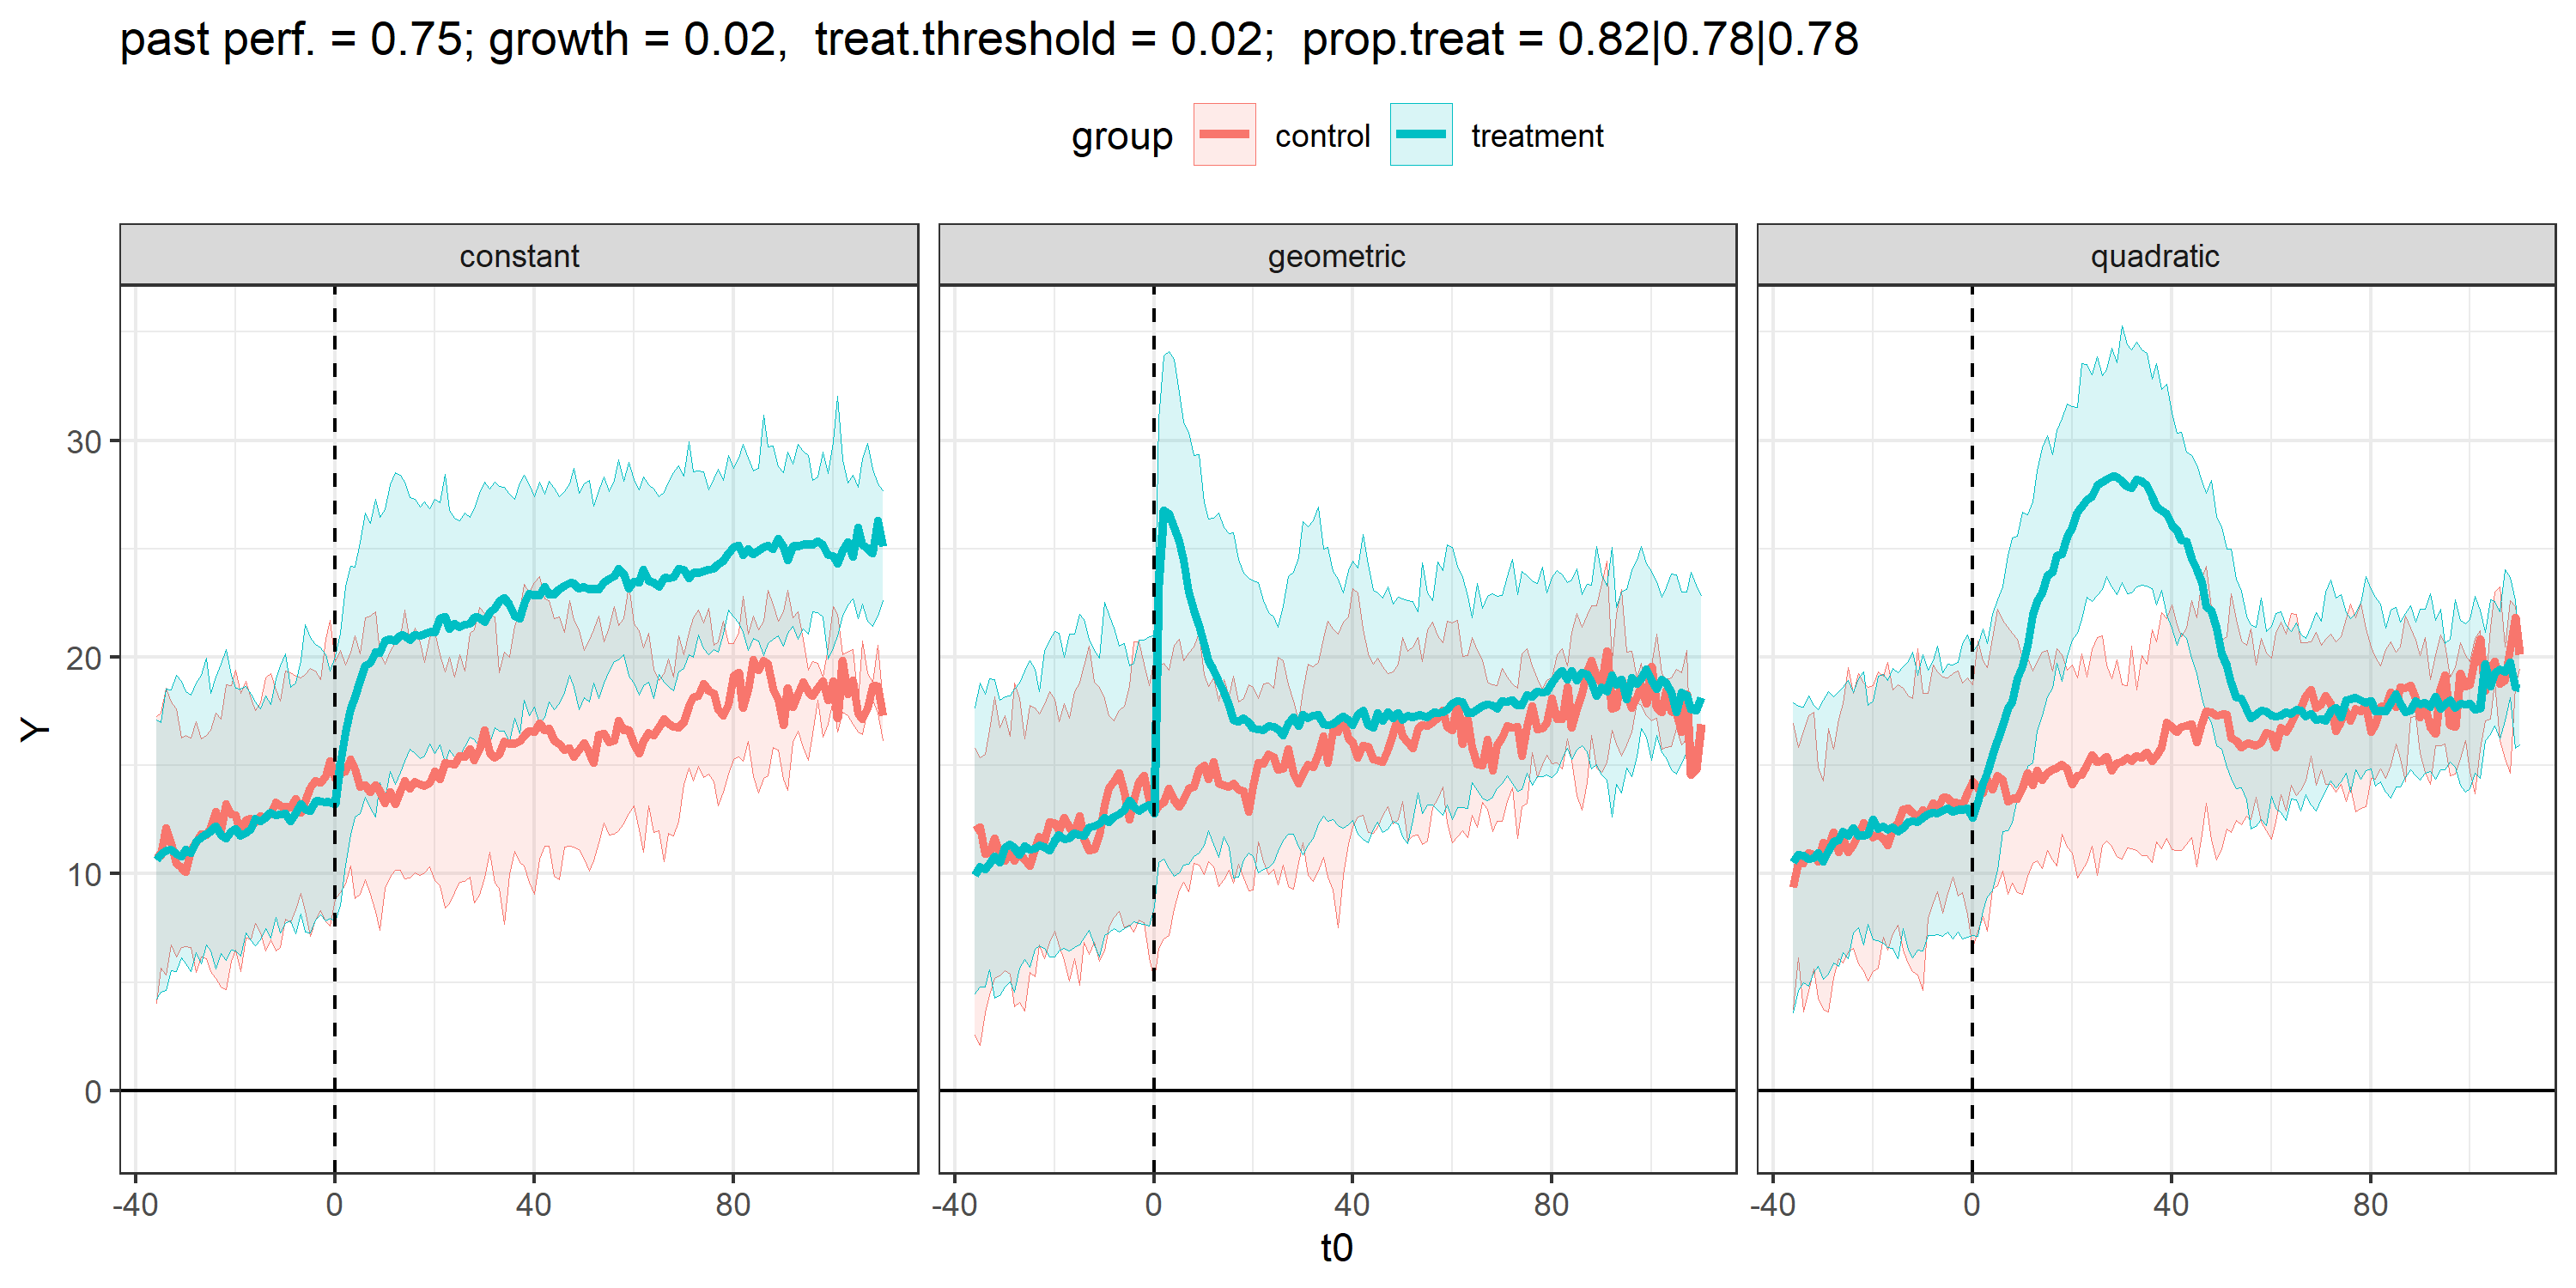 past perf. = 0.75; growth = 0.02,  treat.threshold = 0.02;  prop.treat = 0.82|0.78|0.78
group control treatment
constant geometric quadratic
30
20
10
0
Y
-40 0 40 80 -40 0 40 80 -40 0 40 80
t0